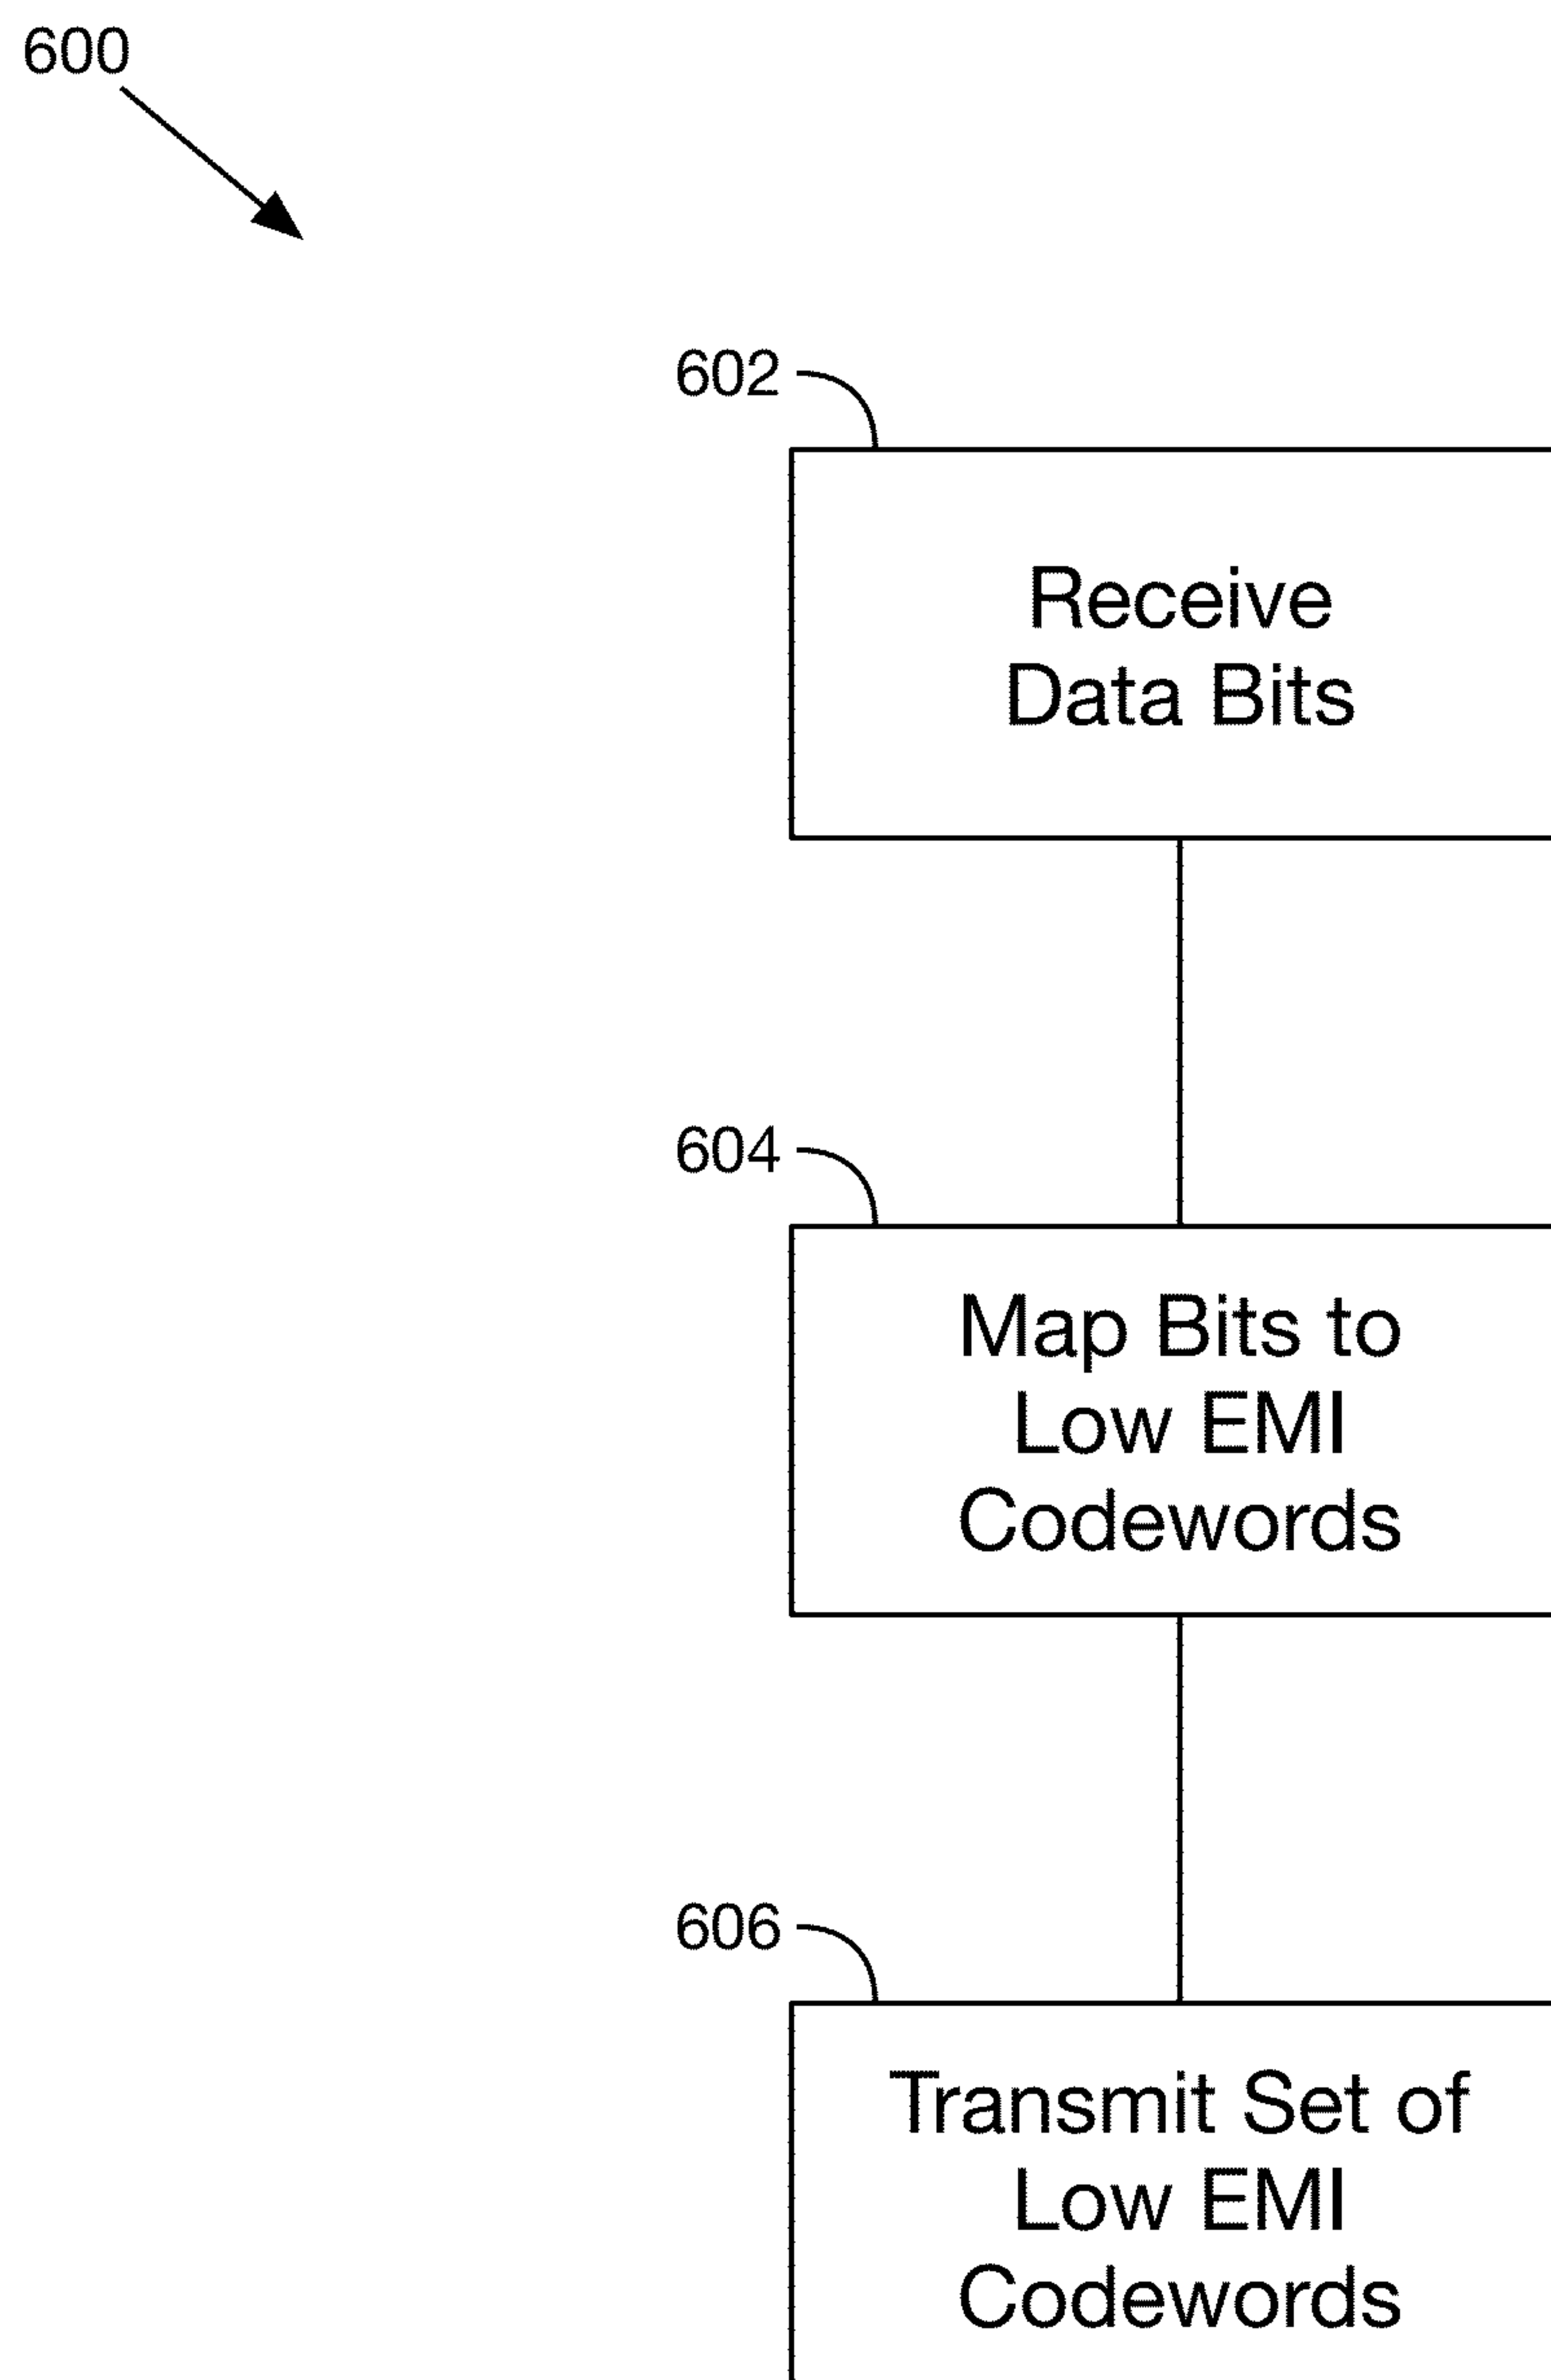 600
602
Receive
Data Bits
604
Map Bits to
Low EMI
Codewords
606
Transmit Set of
Low EMI
Codewords